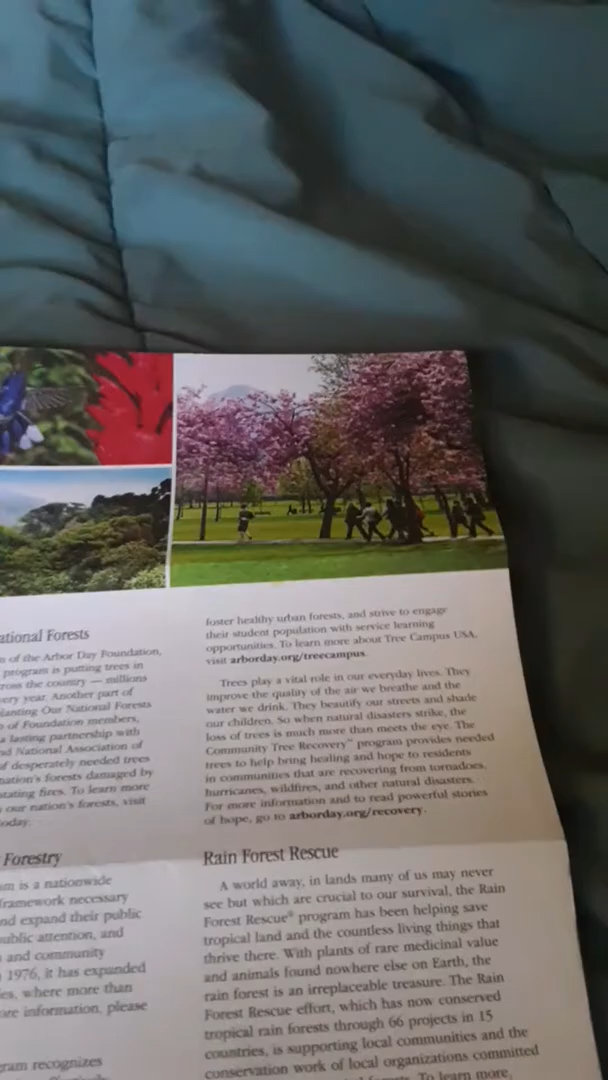 ational Forests
n of the Arbor Day Foundation,
program is putting trees in
ross the country — millions
very year. Another part of
planting Our National Forests
of Foundation members,
a lasting partnership with
nd National Association of
of desperately needed trees
nation's forests damaged by
stating fires. To learn more
our nation's forests, visit
oday.
Forestry
am is a nationwide
framework necessary
nd expand their public
public attention, and
and community
1976, it has expanded
es, where more than
ore information, please
gram recognizes
foster healthy urban forests, and strive to engage
their student population with service learning
opportunities. To learn more about Tree Campus USA,
visit arborday.org/treecampus.
Trees play a vital role in our everyday lives. They
improve the quality of the air we breathe and the
water we drink. They beautify our streets and shade
our children. So when natural disasters strike, the
loss of trees is much more than meets the eye. The
Community Tree Recovery™ program provides needed
trees to help bring healing and hope to residents
in communities that are recovering from tornadoes,
hurricanes, wildfires, and other natural disasters.
For more information and to read powerful stories
of hope, go to arborday.org/recovery.
Rain Forest Rescue
A world away, in lands many of us may never
see but which are crucial to our survival, the Rain
Forest Rescue® program has been helping save
tropical land and the countless living things that
thrive there. With plants of rare medicinal value
and animals found nowhere else on Earth, the
rain forest is an irreplaceable treasure. The Rain
Forest Rescue effort, which has now conserved
tropical rain forests through 66 projects in 15
countries, is supporting local communities and the
conservation work of local organizations committed
To learn more,